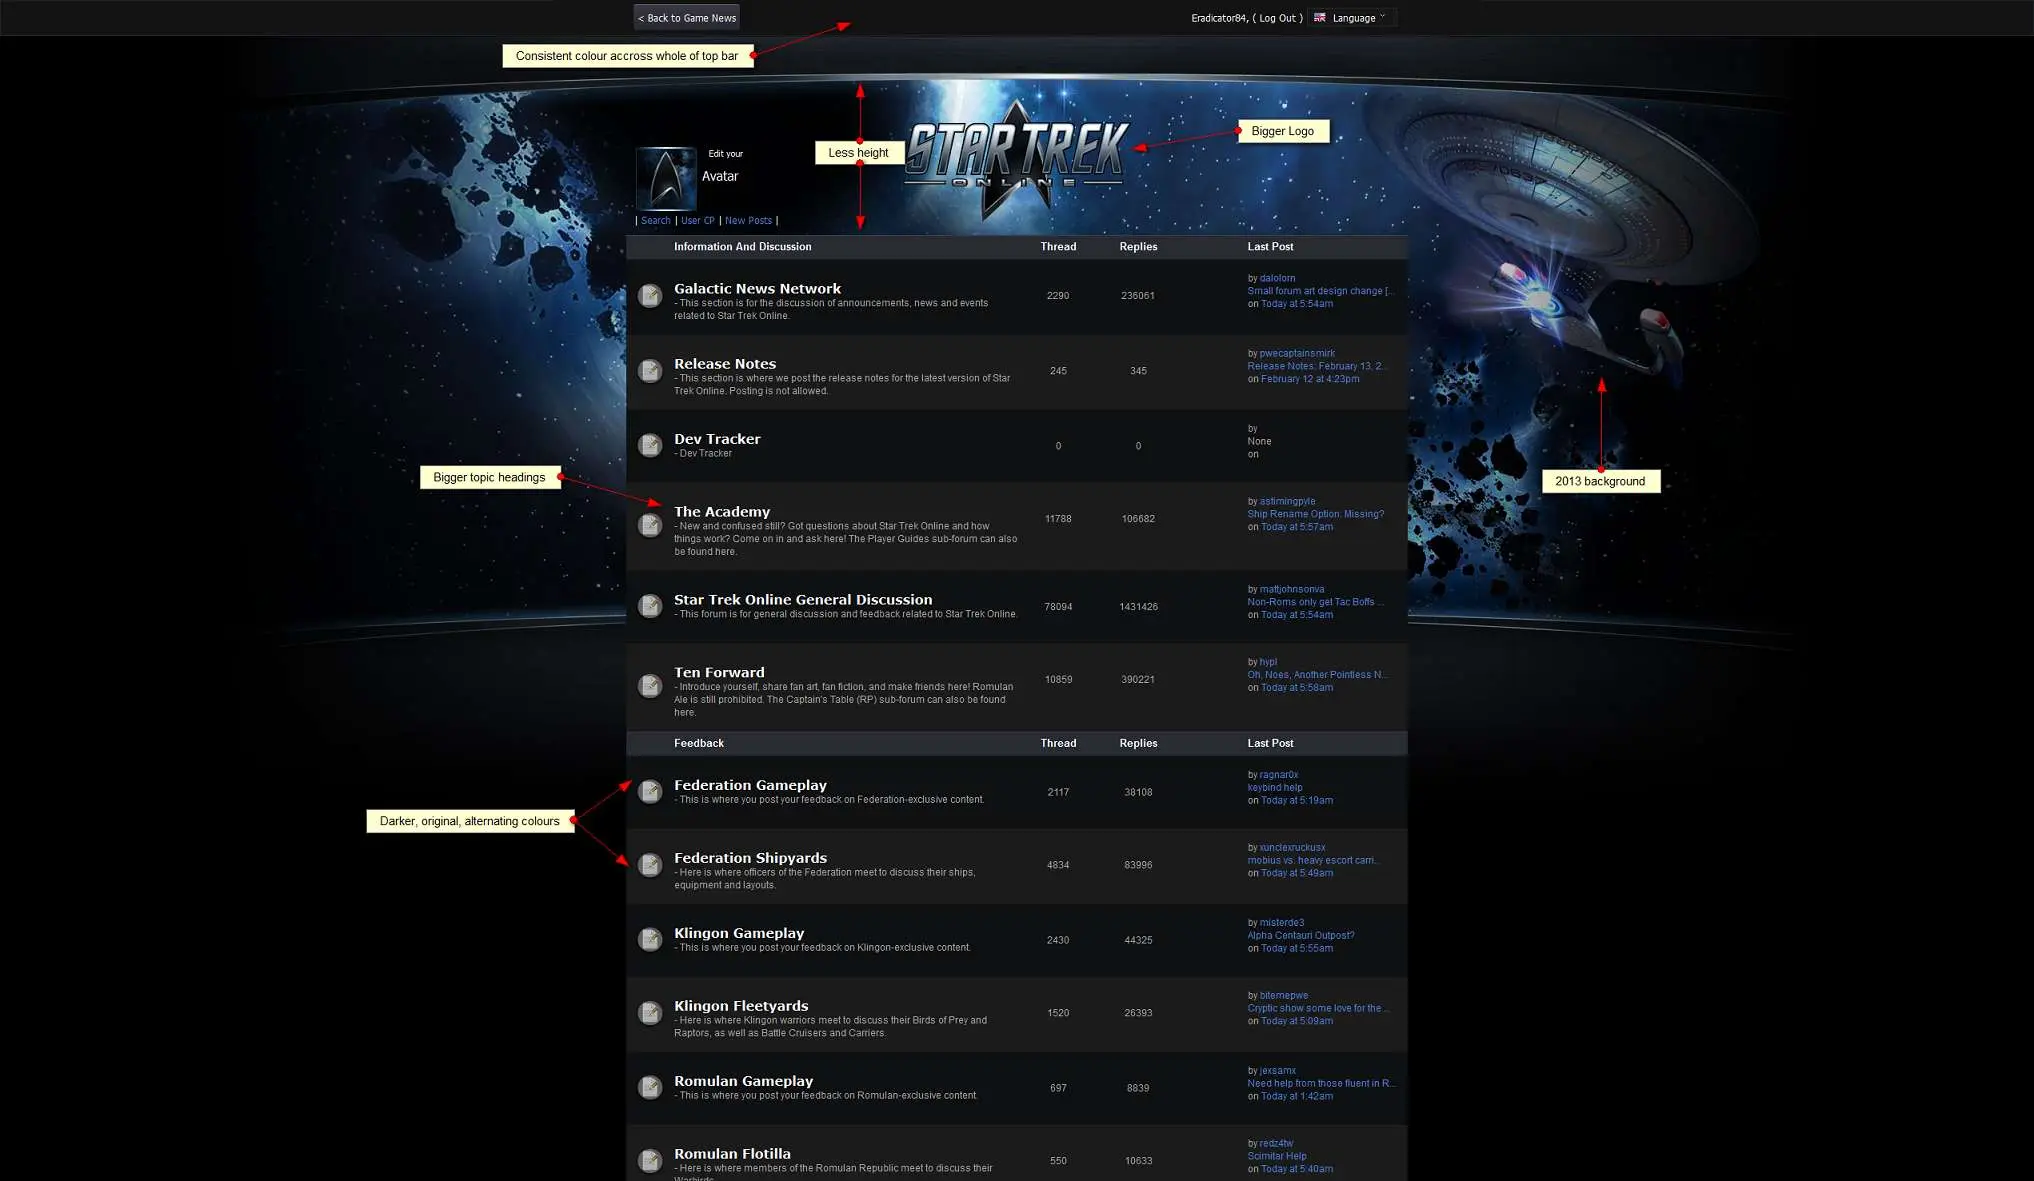 < Back to Game News
Eradicator84, ( Log Out )
Language
Consistent colour accross whole of top bar
Bigger Logo
Less height
STAR TREK
ONLINE
Edit your
Avatar
| Search | User CP | New Posts |
Information And Discussion Thread Replies Last Post
Galactic News Network
- This section is for the discussion of announcements, news and events
related to Star Trek Online.
2290 236061
by dalolorn
Small forum art design change [...
on Today at 5:54am
Release Notes
- This section is where we post the release notes for the latest version of Star
Trek Online. Posting is not allowed.
245 345
by pwecaptainsmirk
Release Notes: February 13, 2...
on February 12 at 4:23pm
Dev Tracker
- Dev Tracker
0 0
by
None
on
Bigger topic headings
2013 background
The Academy
- New and confused still? Got questions about Star Trek Online and how
things work? Come on in and ask here! The Player Guides sub-forum can also
be found here.
11788 106682
by astimingpyle
Ship Rename Option: Missing?
on Today at 5:57am
Star Trek Online General Discussion
- This forum is for general discussion and feedback related to Star Trek Online.
78094 1431426
by mattjohnsonva
Non-Roms only get Tac Boffs ...
on Today at 5:54am
Ten Forward
- Introduce yourself, share fan art, fan fiction, and make friends here! Romulan
Ale is still prohibited. The Captain's Table (RP) sub-forum can also be found
here.
10859 390221
by hypl
Oh, Noes, Another Pointless N...
on Today at 5:58am
Feedback Thread Replies Last Post
Federation Gameplay
- This is where you post your feedback on Federation-exclusive content.
2117 38108
by ragnar0x
keybind help
on Today at 5:19am
Darker, original, alternating colours
Federation Shipyards
- Here is where officers of the Federation meet to discuss their ships,
equipment and layouts.
4834 83996
by xunclexruckusx
mobius vs. heavy escort carri...
on Today at 5:49am
Klingon Gameplay
- This is where you post your feedback on Klingon-exclusive content.
2430 44325
by misterde3
Alpha Centauri Outpost?
on Today at 5:55am
Klingon Fleetyards
- Here is where Klingon warriors meet to discuss their Birds of Prey and
Raptors, as well as Battle Cruisers and Carriers.
1520 26393
by bitemepwe
Cryptic show some love for the ...
on Today at 5:09am
Romulan Gameplay
- This is where you post your feedback on Romulan-exclusive content.
697 8839
by jexsamx
Need help from those fluent in R...
on Today at 1:42am
Romulan Flotilla
- Here is where members of the Romulan Republic meet to discuss their
Warbirds
550 10633
by redz4tw
Scimitar Help
on Today at 5:40am